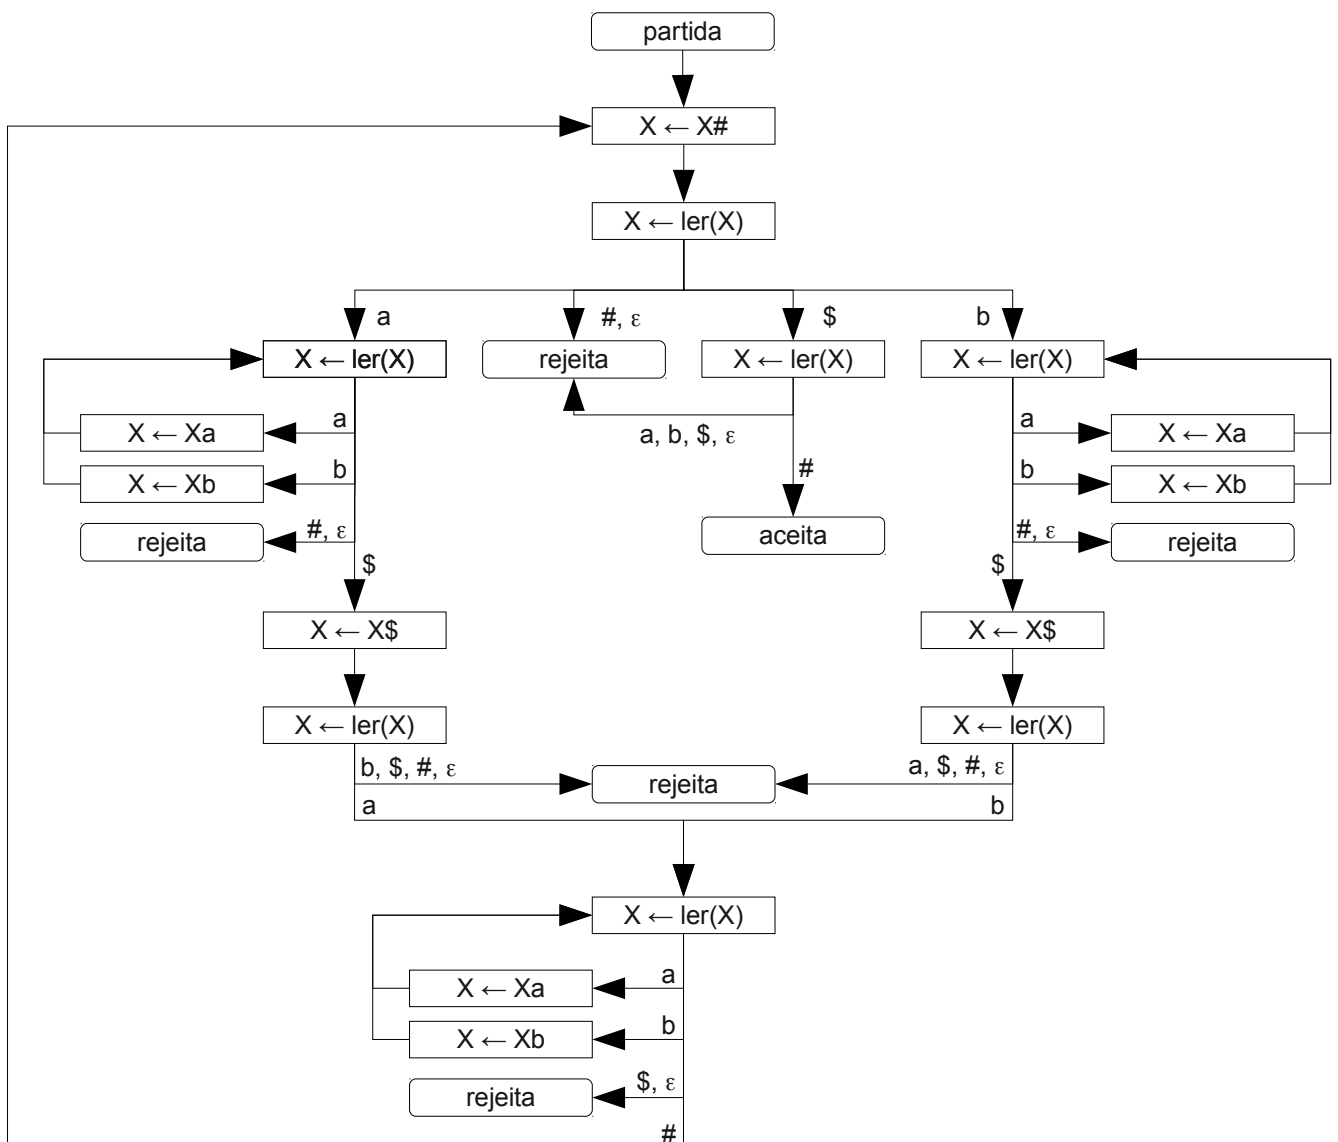 partida
X ← X#
X ← ler(X)
a
#, ε
$
b
X ← ler(X)
rejeita
X ← ler(X)
X ← ler(X)
a
X ← Xa
a, b, $, ε
a
X ← Xa
b
X ← Xb
#
b
X ← Xb
#, ε
rejeita
aceita
#, ε
rejeita
$
$
X ← X$
X ← X$
X ← ler(X)
X ← ler(X)
b, $, #, ε
rejeita
a, $, #, ε
a
b
X ← ler(X)
a
X ← Xa
b
X ← Xb
$, ε
rejeita
#